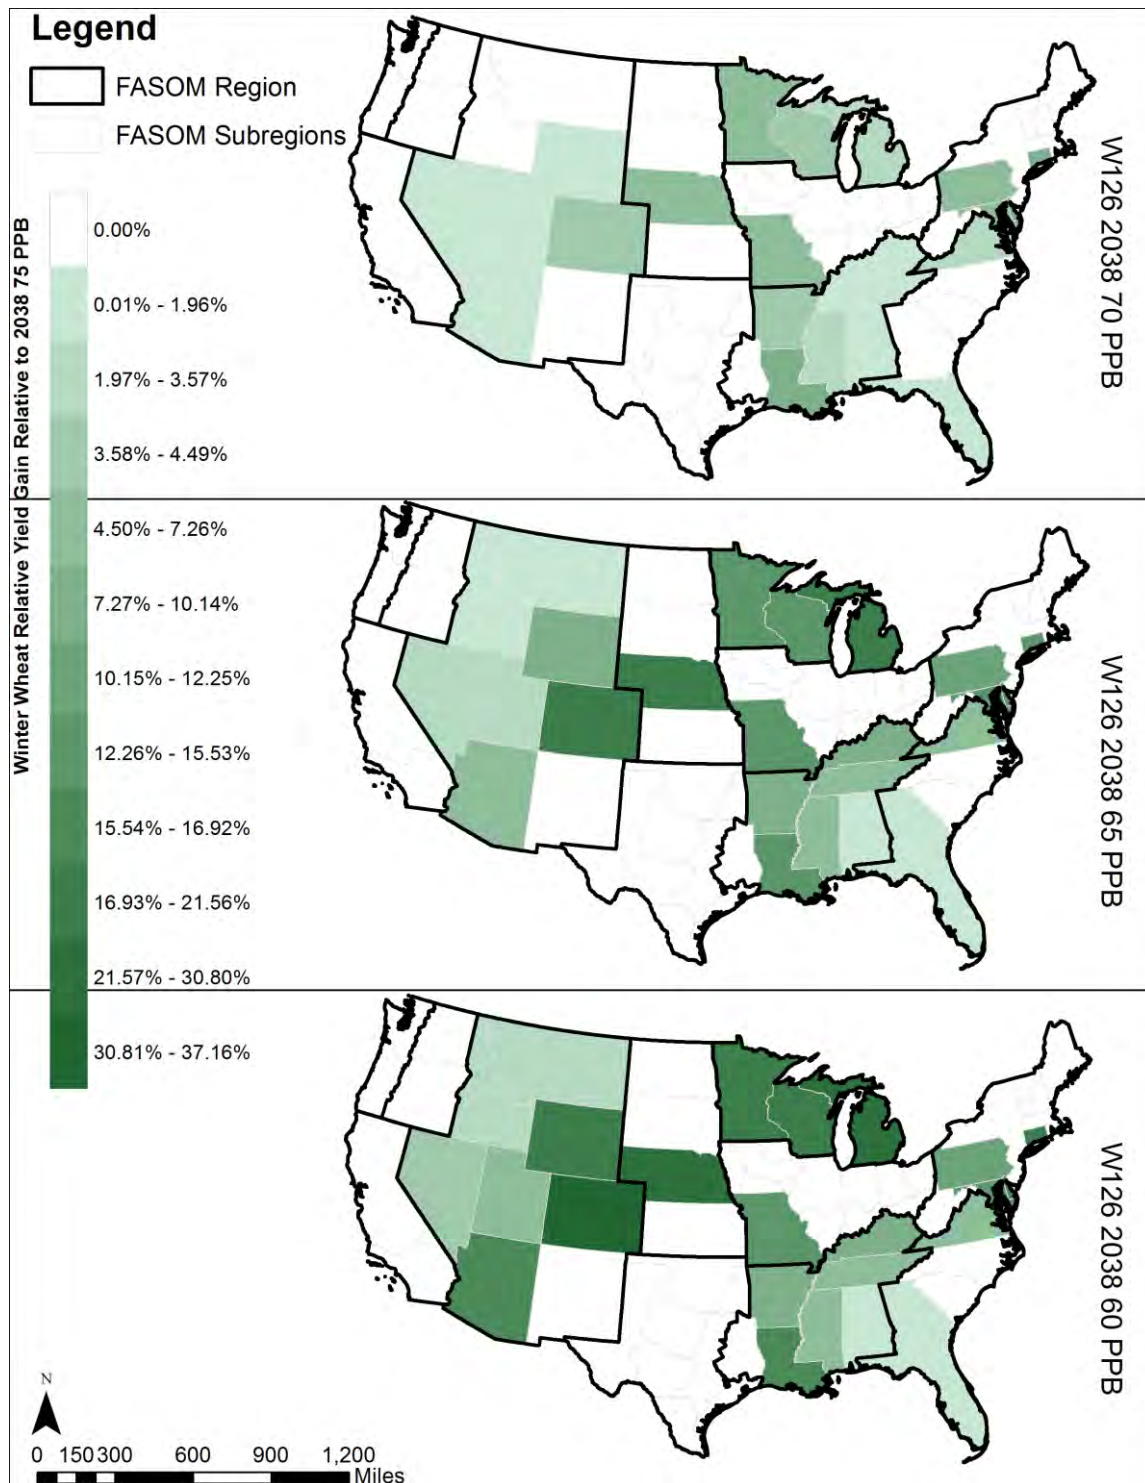 Legend
FASOM Region
FASOM Subregions
Winter Wheat Relative Yield Gain Relative to 2038 75 PPB
0.00%
0.01% - 1.96%
1.97% - 3.57%
3.58% - 4.49%
4.50% - 7.26%
7.27% - 10.14%
10.15% - 12.25%
12.26% - 15.53%
15.54% - 16.92%
16.93% - 21.56%
21.57% - 30.80%
30.81% - 37.16%
W126 2038 70 PPB
W126 2038 65 PPB
W126 2038 60 PPB
N
0 150 300 600 900 1,200
Miles